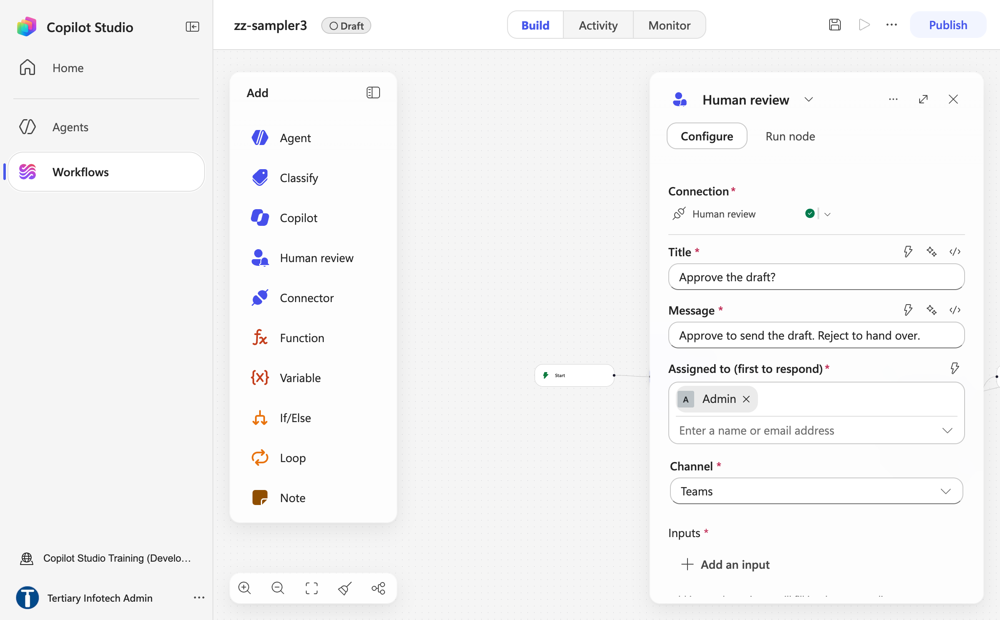 Copilot Studio
Home
Agents
Workflows
Copilot Studio Training (Develo...
Tertiary Infotech Admin
zz-sampler3
Draft
Build
Activity
Monitor
Publish
Add
Agent
Classify
Copilot
Human review
Connector
Function
Variable
If/Else
Loop
Note
Start
Human review
Configure
Run node
Connection *
Human review
Title *
Approve the draft?
Message *
Approve to send the draft. Reject to hand over.
Assigned to (first to respond) *
A Admin
Enter a name or email address
Channel *
Teams
Inputs *
Add an input